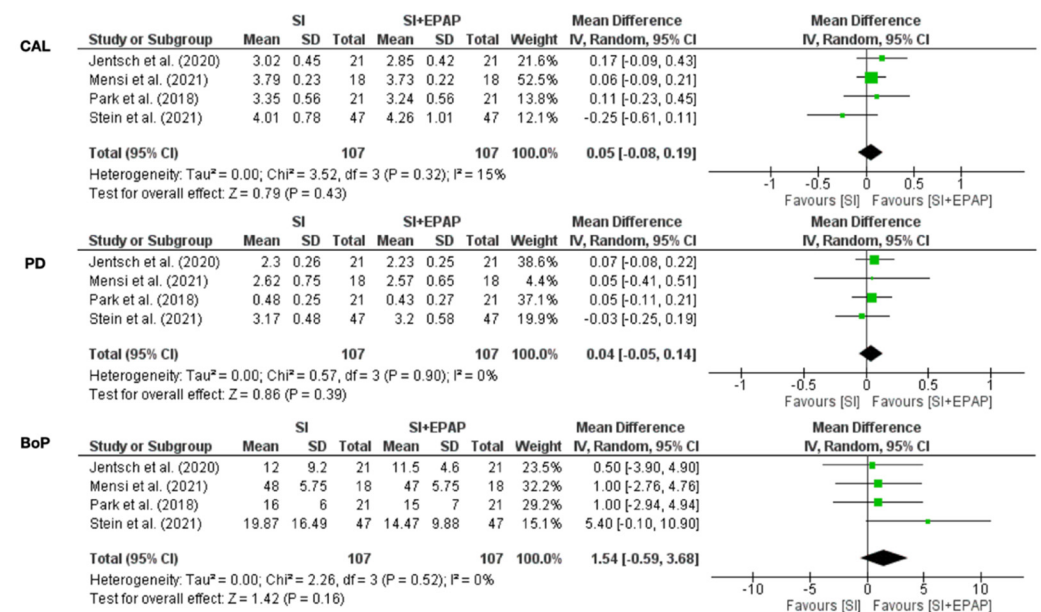 CAL
SI SI+EPAP Mean Difference Mean Difference
Study or Subgroup Mean SD Total Mean SD Total Weight IV, Random, 95% CI IV, Random, 95% CI
Jentsch et al. (2020) 3.02 0.45 21 2.85 0.42 21 21.6% 0.17 [-0.09, 0.43]
Mensi et al. (2021) 3.79 0.23 18 3.73 0.22 18 52.5% 0.06 [-0.09, 0.21]
Park et al. (2018) 3.35 0.56 21 3.24 0.56 21 13.8% 0.11 [-0.23, 0.45]
Stein et al. (2021) 4.01 0.78 47 4.26 1.01 47 12.1% -0.25 [-0.61, 0.11]
Total (95% CI) 107 107 100.0% 0.05 [-0.08, 0.19]
Heterogeneity: Tau² = 0.00; Chi² = 3.52, df = 3 (P = 0.32); I² = 15%
Test for overall effect: Z = 0.79 (P = 0.43)
-1 -0.5 0 0.5 1
Favours [SI] Favours [SI+EPAP]
PD
SI SI+EPAP Mean Difference Mean Difference
Study or Subgroup Mean SD Total Mean SD Total Weight IV, Random, 95% CI IV, Random, 95% CI
Jentsch et al. (2020) 2.3 0.26 21 2.23 0.25 21 38.6% 0.07 [-0.08, 0.22]
Mensi et al. (2021) 2.62 0.75 18 2.57 0.65 18 4.4% 0.05 [-0.41, 0.51]
Park et al. (2018) 0.48 0.25 21 0.43 0.27 21 37.1% 0.05 [-0.11, 0.21]
Stein et al. (2021) 3.17 0.48 47 3.2 0.58 47 19.9% -0.03 [-0.25, 0.19]
Total (95% CI) 107 107 100.0% 0.04 [-0.05, 0.14]
Heterogeneity: Tau² = 0.00; Chi² = 0.57, df = 3 (P = 0.90); I² = 0%
Test for overall effect: Z = 0.86 (P = 0.39)
-1 -0.5 0 0.5 1
Favours [SI] Favours [SI+EPAP]
BoP
SI SI+EPAP Mean Difference Mean Difference
Study or Subgroup Mean SD Total Mean SD Total Weight IV, Random, 95% CI IV, Random, 95% CI
Jentsch et al. (2020) 12 9.2 21 11.5 4.6 21 23.5% 0.50 [-3.90, 4.90]
Mensi et al. (2021) 48 5.75 18 47 5.75 18 32.2% 1.00 [-2.76, 4.76]
Park et al. (2018) 16 6 21 15 7 21 29.2% 1.00 [-2.94, 4.94]
Stein et al. (2021) 19.87 16.49 47 14.47 9.88 47 15.1% 5.40 [-0.10, 10.90]
Total (95% CI) 107 107 100.0% 1.54 [-0.59, 3.68]
Heterogeneity: Tau² = 0.00; Chi² = 2.26, df = 3 (P = 0.52); I² = 0%
Test for overall effect: Z = 1.42 (P = 0.16)
-10 -5 0 5 10
Favours [SI] Favours [SI+EPAP]